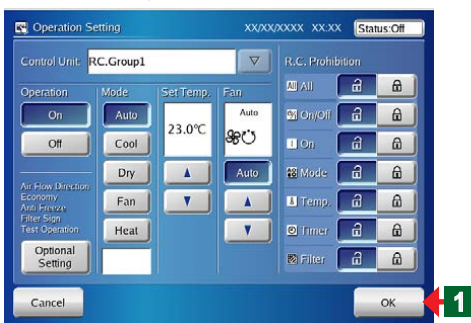 Operation Setting
XX/XX/XXXX XX:XX
Status:Off
Control Unit:
RC.Group1
R.C. Prohibition
Operation
Mode
Set Temp.
Fan
All All
On
Auto
23.0°C
Auto
On/Off
Off
Cool
On
Dry
Auto
Mode
Air Flow Direction
Economy
Anti Freeze
Filter Sign
Test Operation
Fan
Temp.
Heat
Timer
Optional
Setting
Filter
Cancel
OK
1